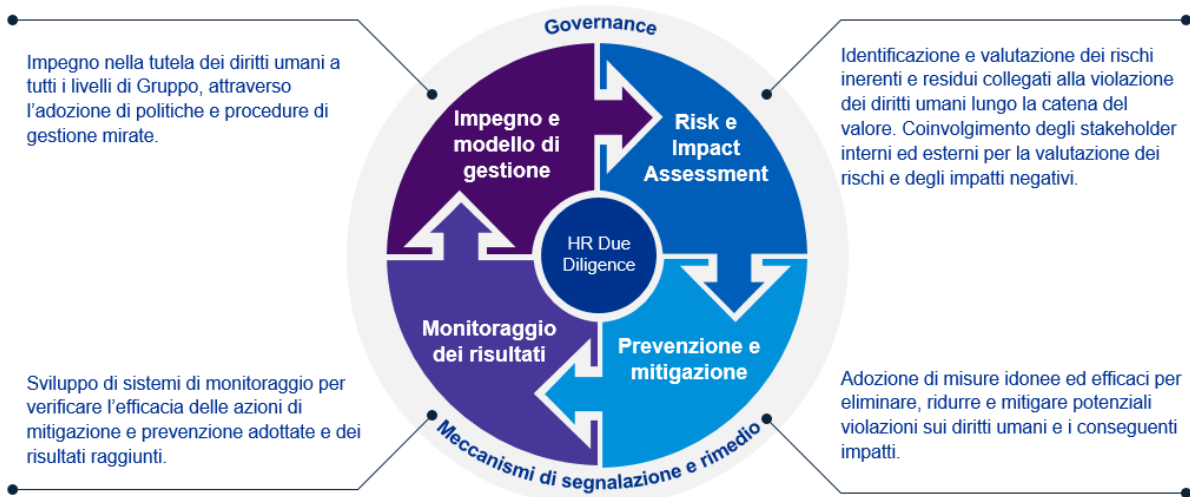 Governance
Impegno nella tutela dei diritti umani a
tutti i livelli di Gruppo, attraverso
l'adozione di politiche e procedure di
gestione mirate.
Impegno e
modello di
gestione
Risk e
Impact
Assessment
Identificazione e valutazione dei rischi
inerenti e residui collegati alla violazione
dei diritti umani lungo la catena del
valore. Coinvolgimento degli stakeholder
interni ed esterni per la valutazione dei
rischi e degli impatti negativi.
HR Due
Diligence
Monitoraggio
dei risultati
Prevenzione e
mitigazione
Sviluppo di sistemi di monitoraggio per
verificare l'efficacia delle azioni di
mitigazione e prevenzione adottate e dei
risultati raggiunti.
Adozione di misure idonee ed efficaci per
eliminare, ridurre e mitigare potenziali
violazioni sui diritti umani e i conseguenti
impatti.
Meccanismi di segnalazione e rimedio